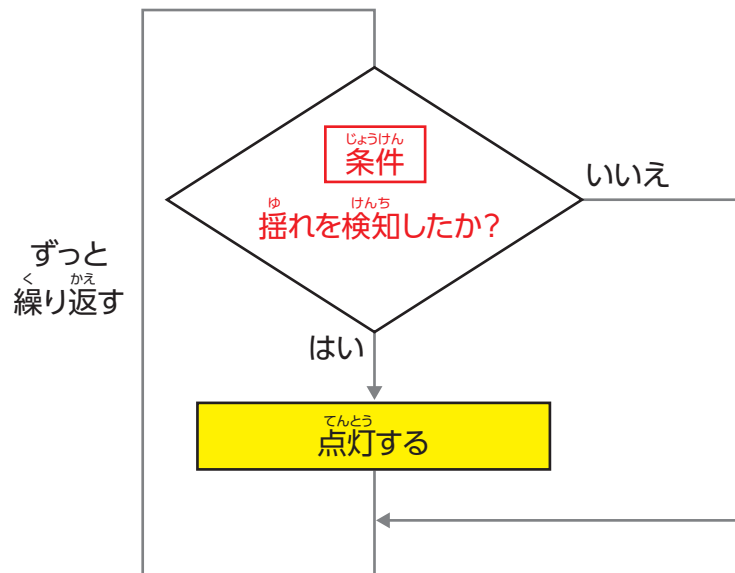 じょうけん
条件
ゆ けんち
揺れを検知したか?
いいえ
ずっと
く かえ
繰り返す
はい
てんとう
点灯する